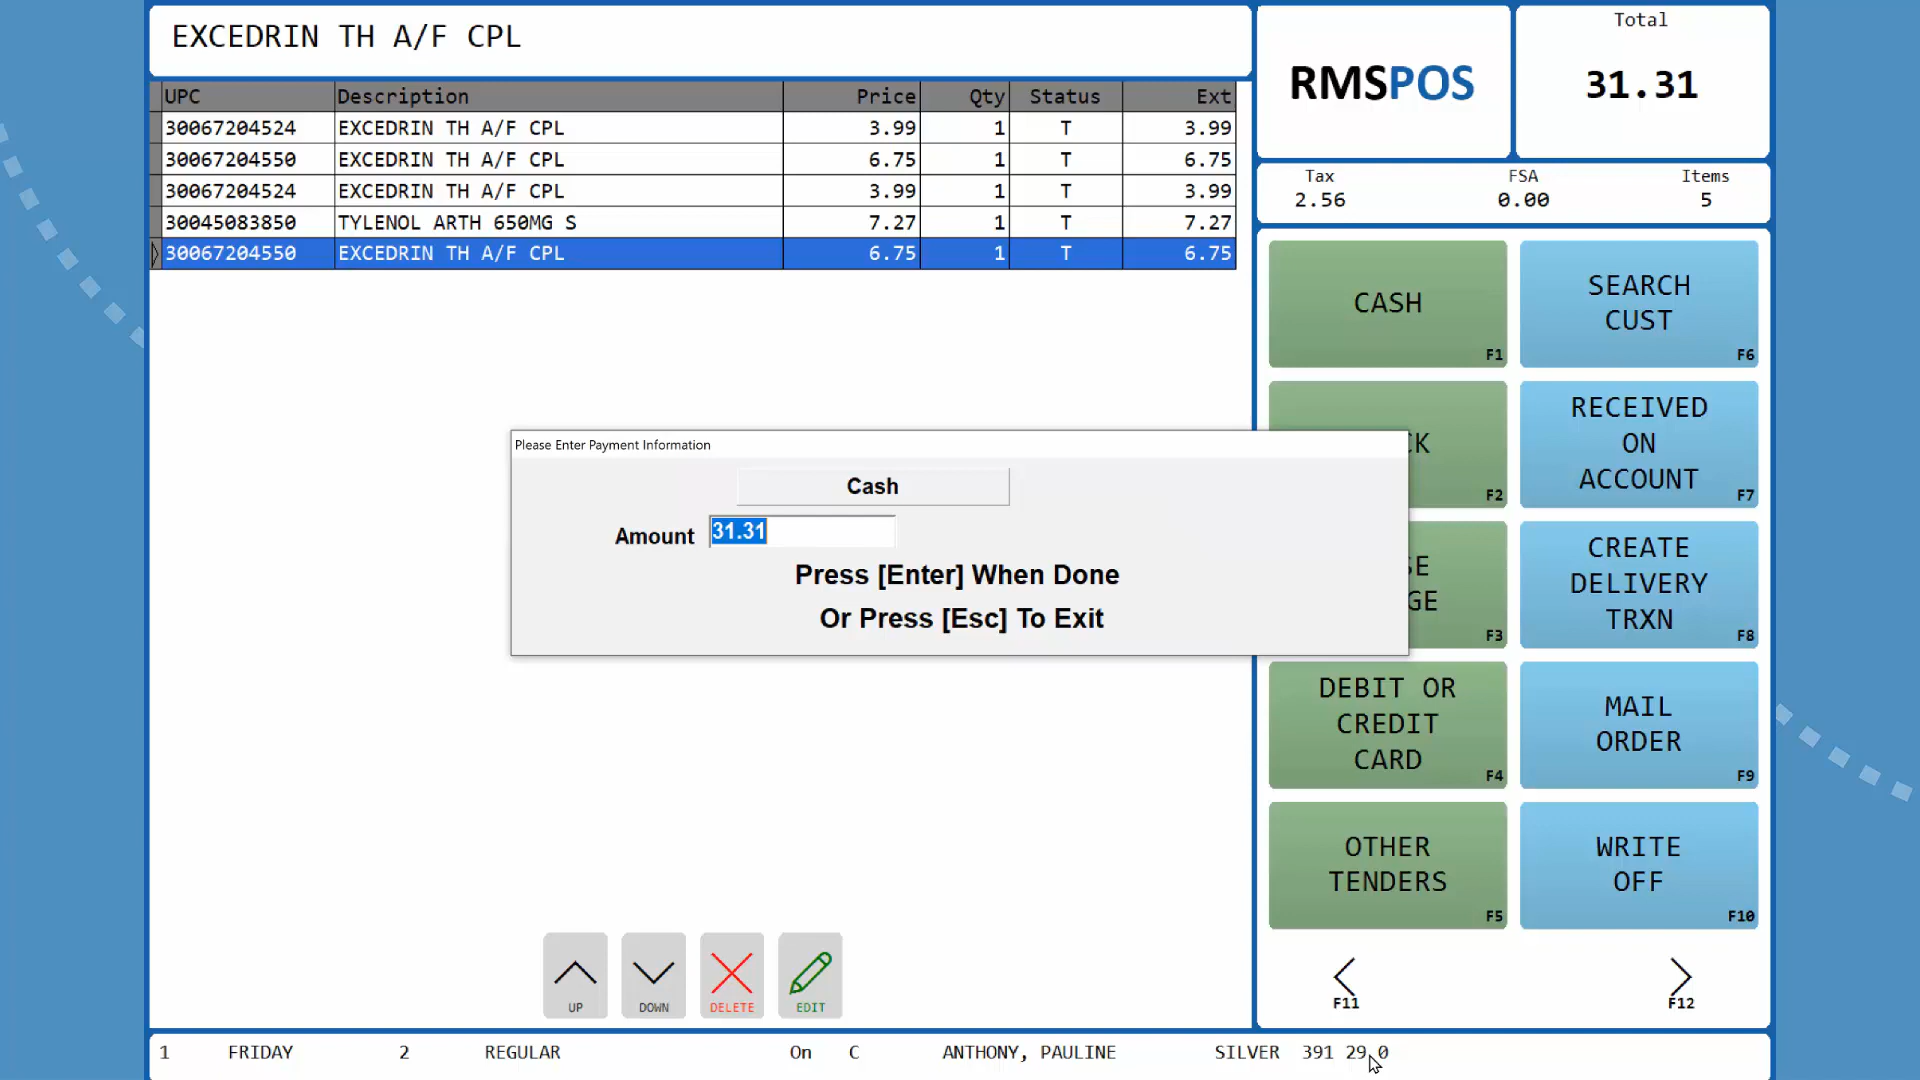 EXCEDRIN TH A/F CPL
RMSPOS
Total
31.31
UPC Description Price Qty Status Ext
30067204524 EXCEDRIN TH A/F CPL 3.99 1 T 3.99
30067204550 EXCEDRIN TH A/F CPL 6.75 1 T 6.75
30067204524 EXCEDRIN TH A/F CPL 3.99 1 T 3.99
30045083850 TYLENOL ARTH 650MG S 7.27 1 T 7.27
30067204550 EXCEDRIN TH A/F CPL 6.75 1 T 6.75
Tax FSA Items
2.56 0.00 5
CASH
F1
SEARCH
CUST
F6
CK
F2
RECEIVED
ON
ACCOUNT
F7
Please Enter Payment Information
Cash
Amount 31.31
Press [Enter] When Done
Or Press [Esc] To Exit
SE
GE
F3
CREATE
DELIVERY
TRXN
F8
DEBIT OR
CREDIT
CARD
F4
MAIL
ORDER
F9
OTHER
TENDERS
F5
WRITE
OFF
F10
UP DOWN DELETE EDIT
F11 F12
1 FRIDAY 2 REGULAR On C ANTHONY, PAULINE SILVER 391